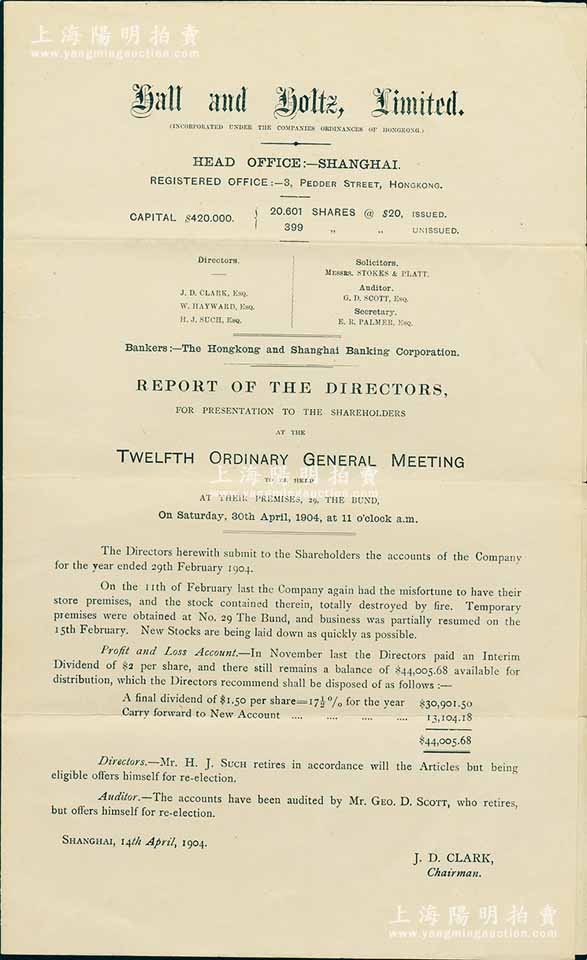 上海陽明拍賣
www.yangmingauction.com
Hall and Holtz, Limited.
(INCORPORATED UNDER THE COMPANIES ORDINANCES OF HONGKONG.)
HEAD OFFICE:—SHANGHAI.
REGISTERED OFFICE:—3, PEDDER STREET, HONGKONG.
CAPITAL $420.000. { 20.601 SHARES @ $20, ISSUED.
399 „ „ UNISSUED.
Directors. Solicitors.
MESSRS. STOKES & PLATT.
J. D. CLARK, ESQ. Auditor.
G. D. SCOTT, ESQ.
W. HAYWARD, ESQ. Secretary.
H. J. SUCH, ESQ. E. R. PALMER, ESQ.
Bankers:—The Hongkong and Shanghai Banking Corporation.
REPORT OF THE DIRECTORS,
FOR PRESENTATION TO THE SHAREHOLDERS
AT THE
TWELFTH ORDINARY GENERAL MEETING
上海陽明拍賣
TO BE HELD
www.yangmingauction.com
AT THEIR PREMISES, 29, THE BUND,
On Saturday, 30th April, 1904, at 11 o'clock a.m.
The Directors herewith submit to the Shareholders the accounts of the Company
for the year ended 29th February 1904.
On the 11th of February last the Company again had the misfortune to have their
store premises, and the stock contained therein, totally destroyed by fire. Temporary
premises were obtained at No. 29 The Bund, and business was partially resumed on the
15th February. New Stocks are being laid down as quickly as possible.
Profit and Loss Account.—In November last the Directors paid an Interim
Dividend of $2 per share, and there still remains a balance of $44,005.68 available for
distribution, which the Directors recommend shall be disposed of as follows:—
A final dividend of $1.50 per share=17½% for the year $30,901.50
Carry forward to New Account .... .... .... .... 13,104.18
$44,005.68
Directors.—Mr. H. J. SUCH retires in accordance will the Articles but being
eligible offers himself for re-election.
Auditor.—The accounts have been audited by Mr. GEO. D. SCOTT, who retires,
but offers himself for re-election.
SHANGHAI, 14th April, 1904.
J. D. CLARK,
Chairman.
上海陽明拍賣
www.yangmingauction.com